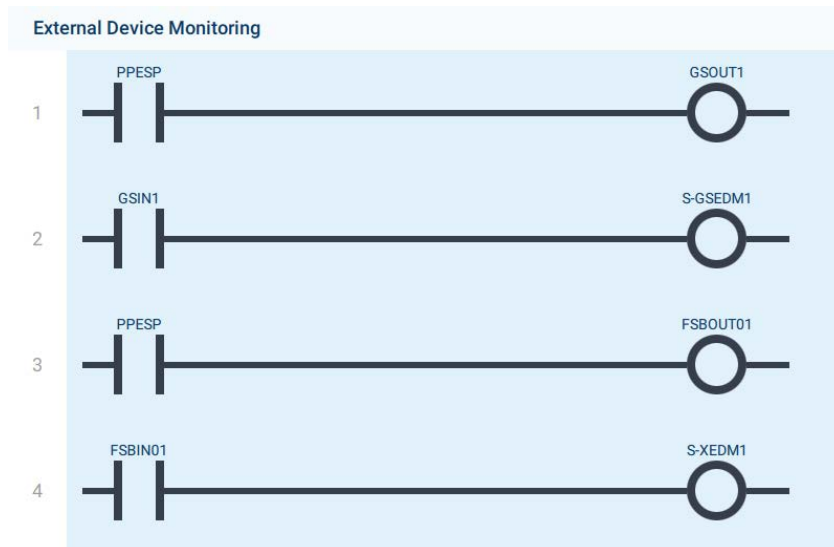 External Device Monitoring
PPESP GSOUT1
1
GSIN1 S-GSEDM1
2
PPESP FSBOUT01
3
FSBIN01 S-XEDM1
4